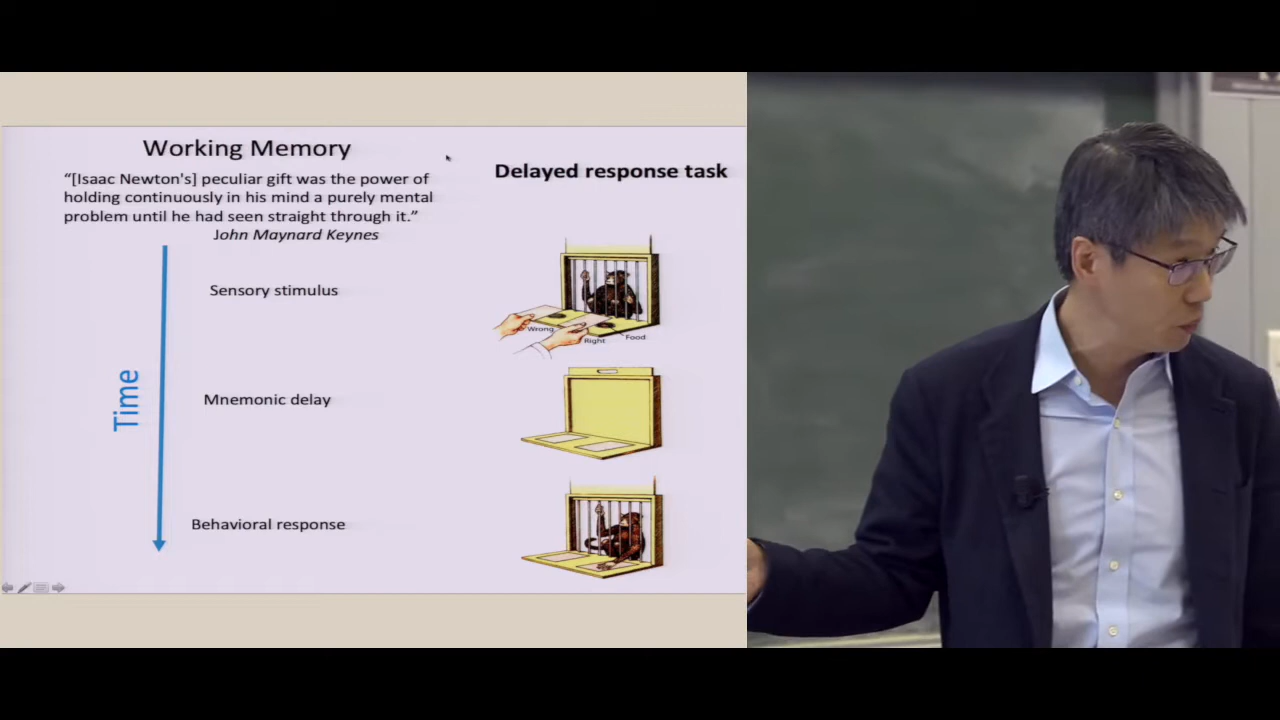 Working Memory
“[Isaac Newton's] peculiar gift was the power of
holding continuously in his mind a purely mental
problem until he had seen straight through it.”
John Maynard Keynes
Sensory stimulus
Mnemonic delay
Behavioral response
Time
Delayed response task
Wrong
Right
Food